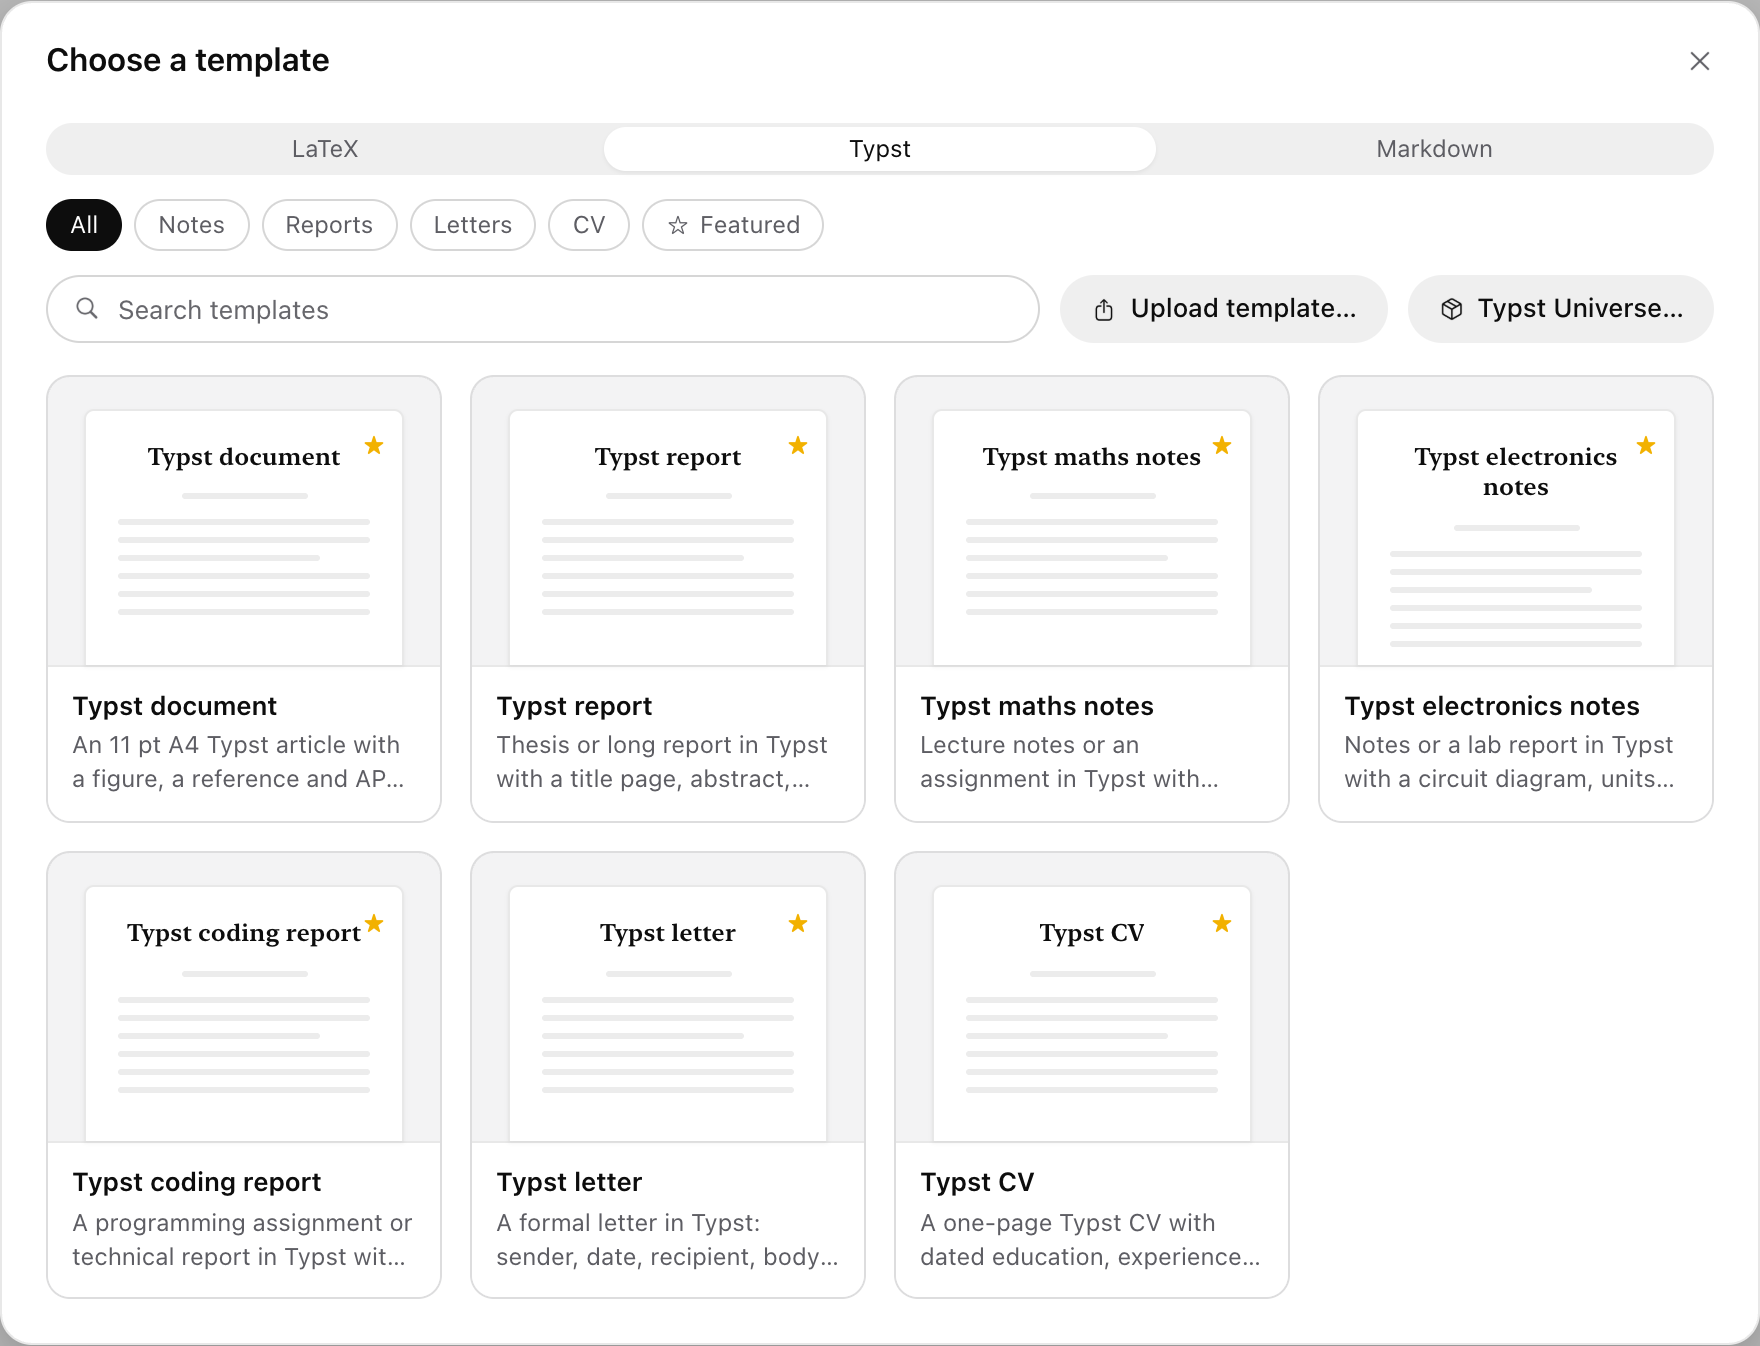 Choose a template
LaTeX
Typst
Markdown
All
Notes
Reports
Letters
CV
Featured
Search templates
Upload template...
Typst Universe...
Typst document
Typst report
Typst maths notes
Typst electronics
notes
Typst document
An 11 pt A4 Typst article with
a figure, a reference and AP...
Typst report
Thesis or long report in Typst
with a title page, abstract,...
Typst maths notes
Lecture notes or an
assignment in Typst with...
Typst electronics notes
Notes or a lab report in Typst
with a circuit diagram, units...
Typst coding report
Typst letter
Typst CV
Typst coding report
A programming assignment or
technical report in Typst wit...
Typst letter
A formal letter in Typst:
sender, date, recipient, body...
Typst CV
A one-page Typst CV with
dated education, experience...